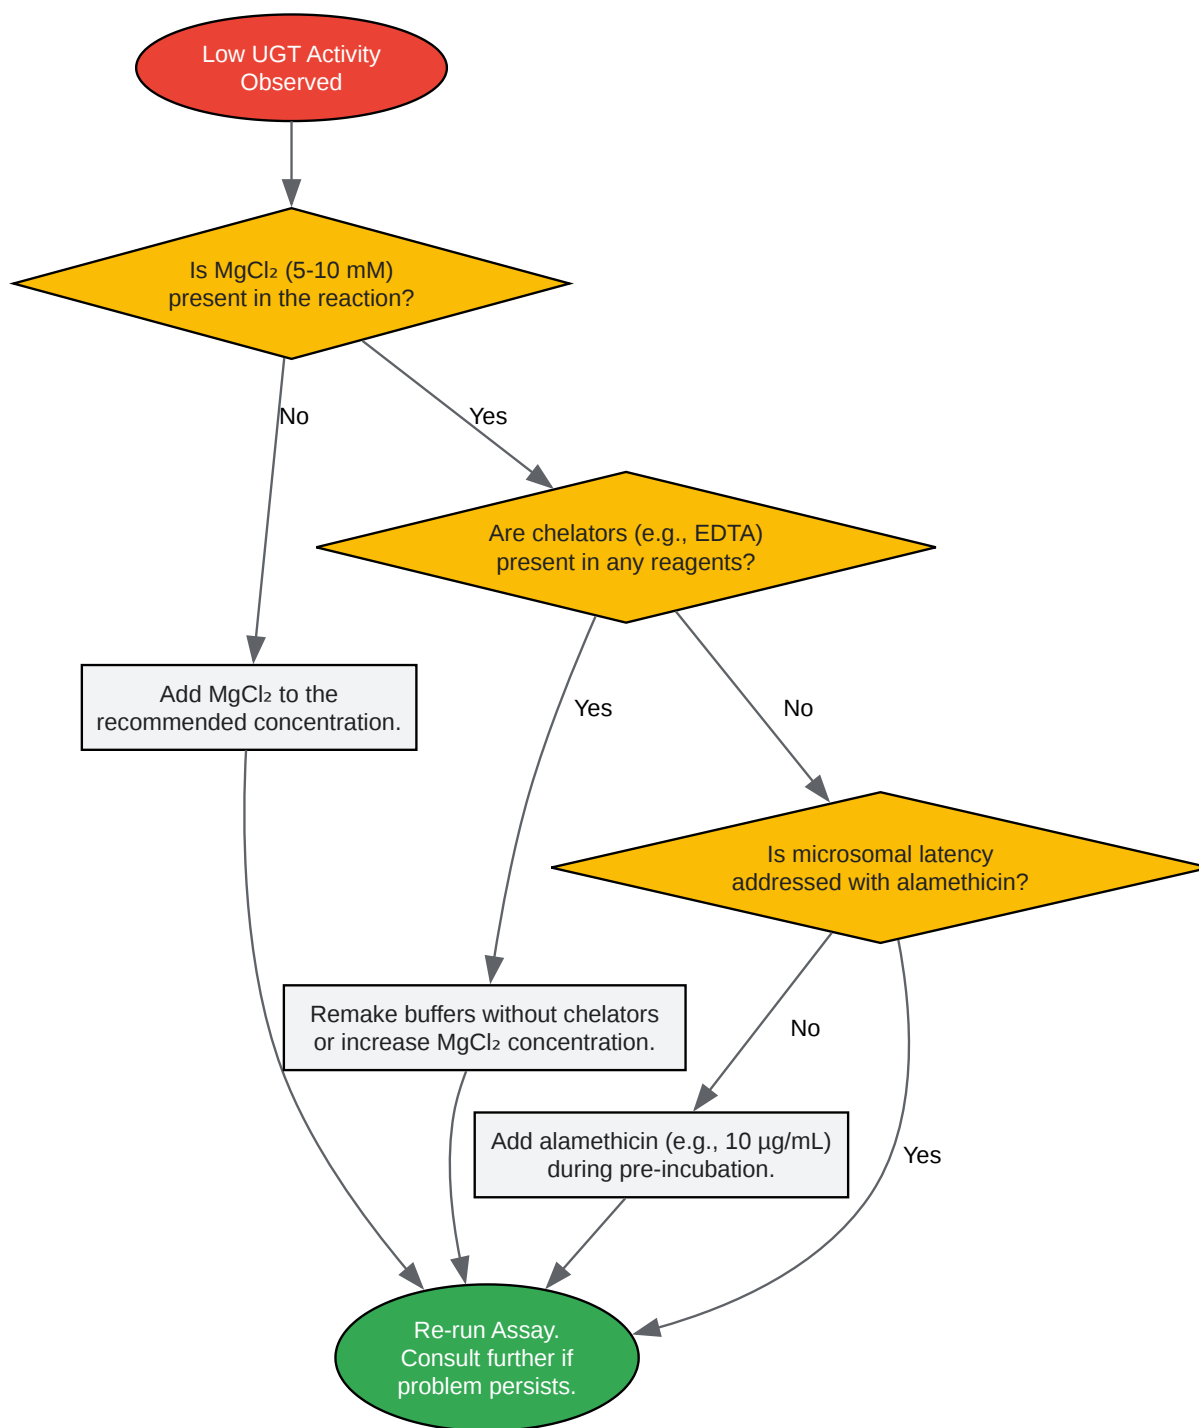 Low UGT Activity
Observed
Is MgCl₂ (5-10 mM)
present in the reaction?
No
Yes
Are chelators (e.g., EDTA)
present in any reagents?
Add MgCl₂ to the
recommended concentration.
Yes
No
Is microsomal latency
addressed with alamethicin?
Remake buffers without chelators
or increase MgCl₂ concentration.
No
Add alamethicin (e.g., 10 µg/mL)
during pre-incubation.
Yes
Re-run Assay.
Consult further if
problem persists.